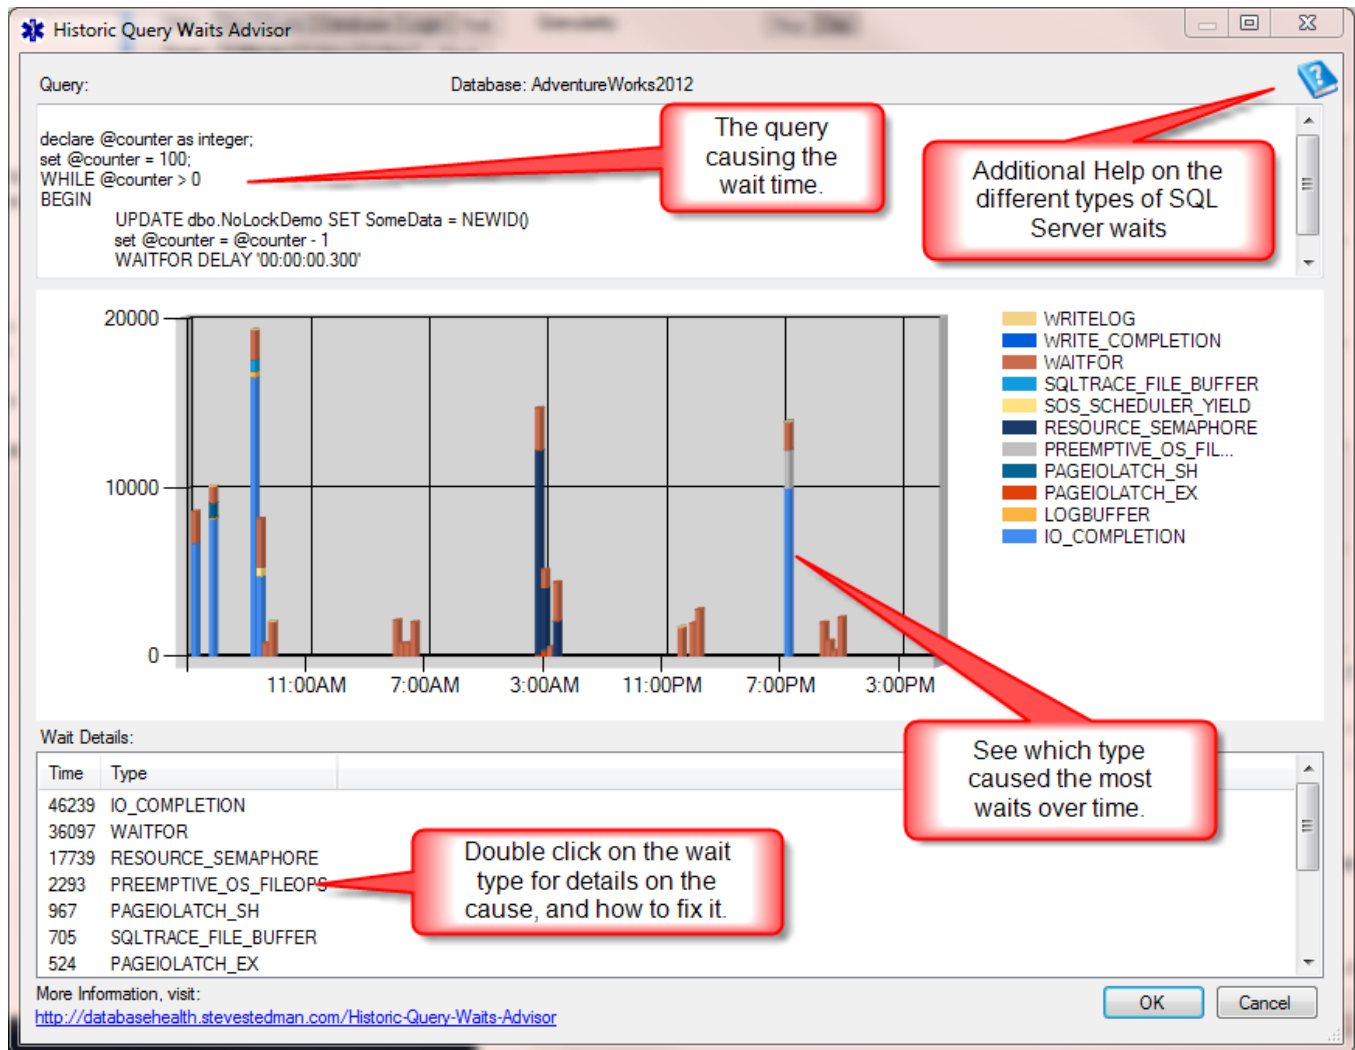 Historic Query Waits Advisor
Query:
Database: AdventureWorks2012
declare @counter as integer;
set @counter = 100;
WHILE @counter > 0
BEGIN
UPDATE dbo.NoLockDemo SET SomeData = NEWID()
set @counter = @counter - 1
WAITFOR DELAY '00:00:00.300'
The query
causing the
wait time.
Additional Help on the
different types of SQL
Server waits
20000
10000
0
11:00AM
7:00AM
3:00AM
11:00PM
7:00PM
3:00PM
WRITELOG
WRITE_COMPLETION
WAITFOR
SQLTRACE_FILE_BUFFER
SOS_SCHEDULER_YIELD
RESOURCE_SEMAPHORE
PREEMPTIVE_OS_FIL...
PAGEIOLATCH_SH
PAGEIOLATCH_EX
LOGBUFFER
IO_COMPLETION
See which type
caused the most
waits over time.
Wait Details:
Time Type
46239 IO_COMPLETION
36097 WAITFOR
17739 RESOURCE_SEMAPHORE
2293 PREEMPTIVE_OS_FILEOPS
967 PAGEIOLATCH_SH
705 SQLTRACE_FILE_BUFFER
524 PAGEIOLATCH_EX
Double click on the wait
type for details on the
cause, and how to fix it.
More Information, visit:
http://databasehealth.stevestedman.com/Historic-Query-Waits-Advisor
OK
Cancel